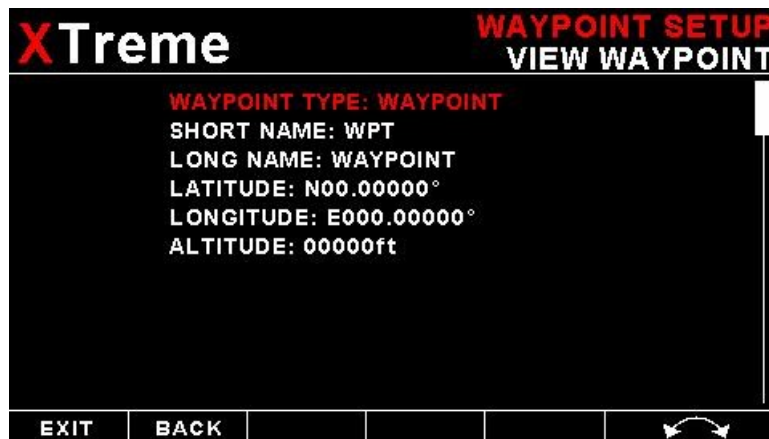 XTreme
WAYPOINT SETUP
VIEW WAYPOINT
WAYPOINT TYPE: WAYPOINT
SHORT NAME: WPT
LONG NAME: WAYPOINT
LATITUDE: N00.00000°
LONGITUDE: E000.00000°
ALTITUDE: 00000ft
EXIT BACK